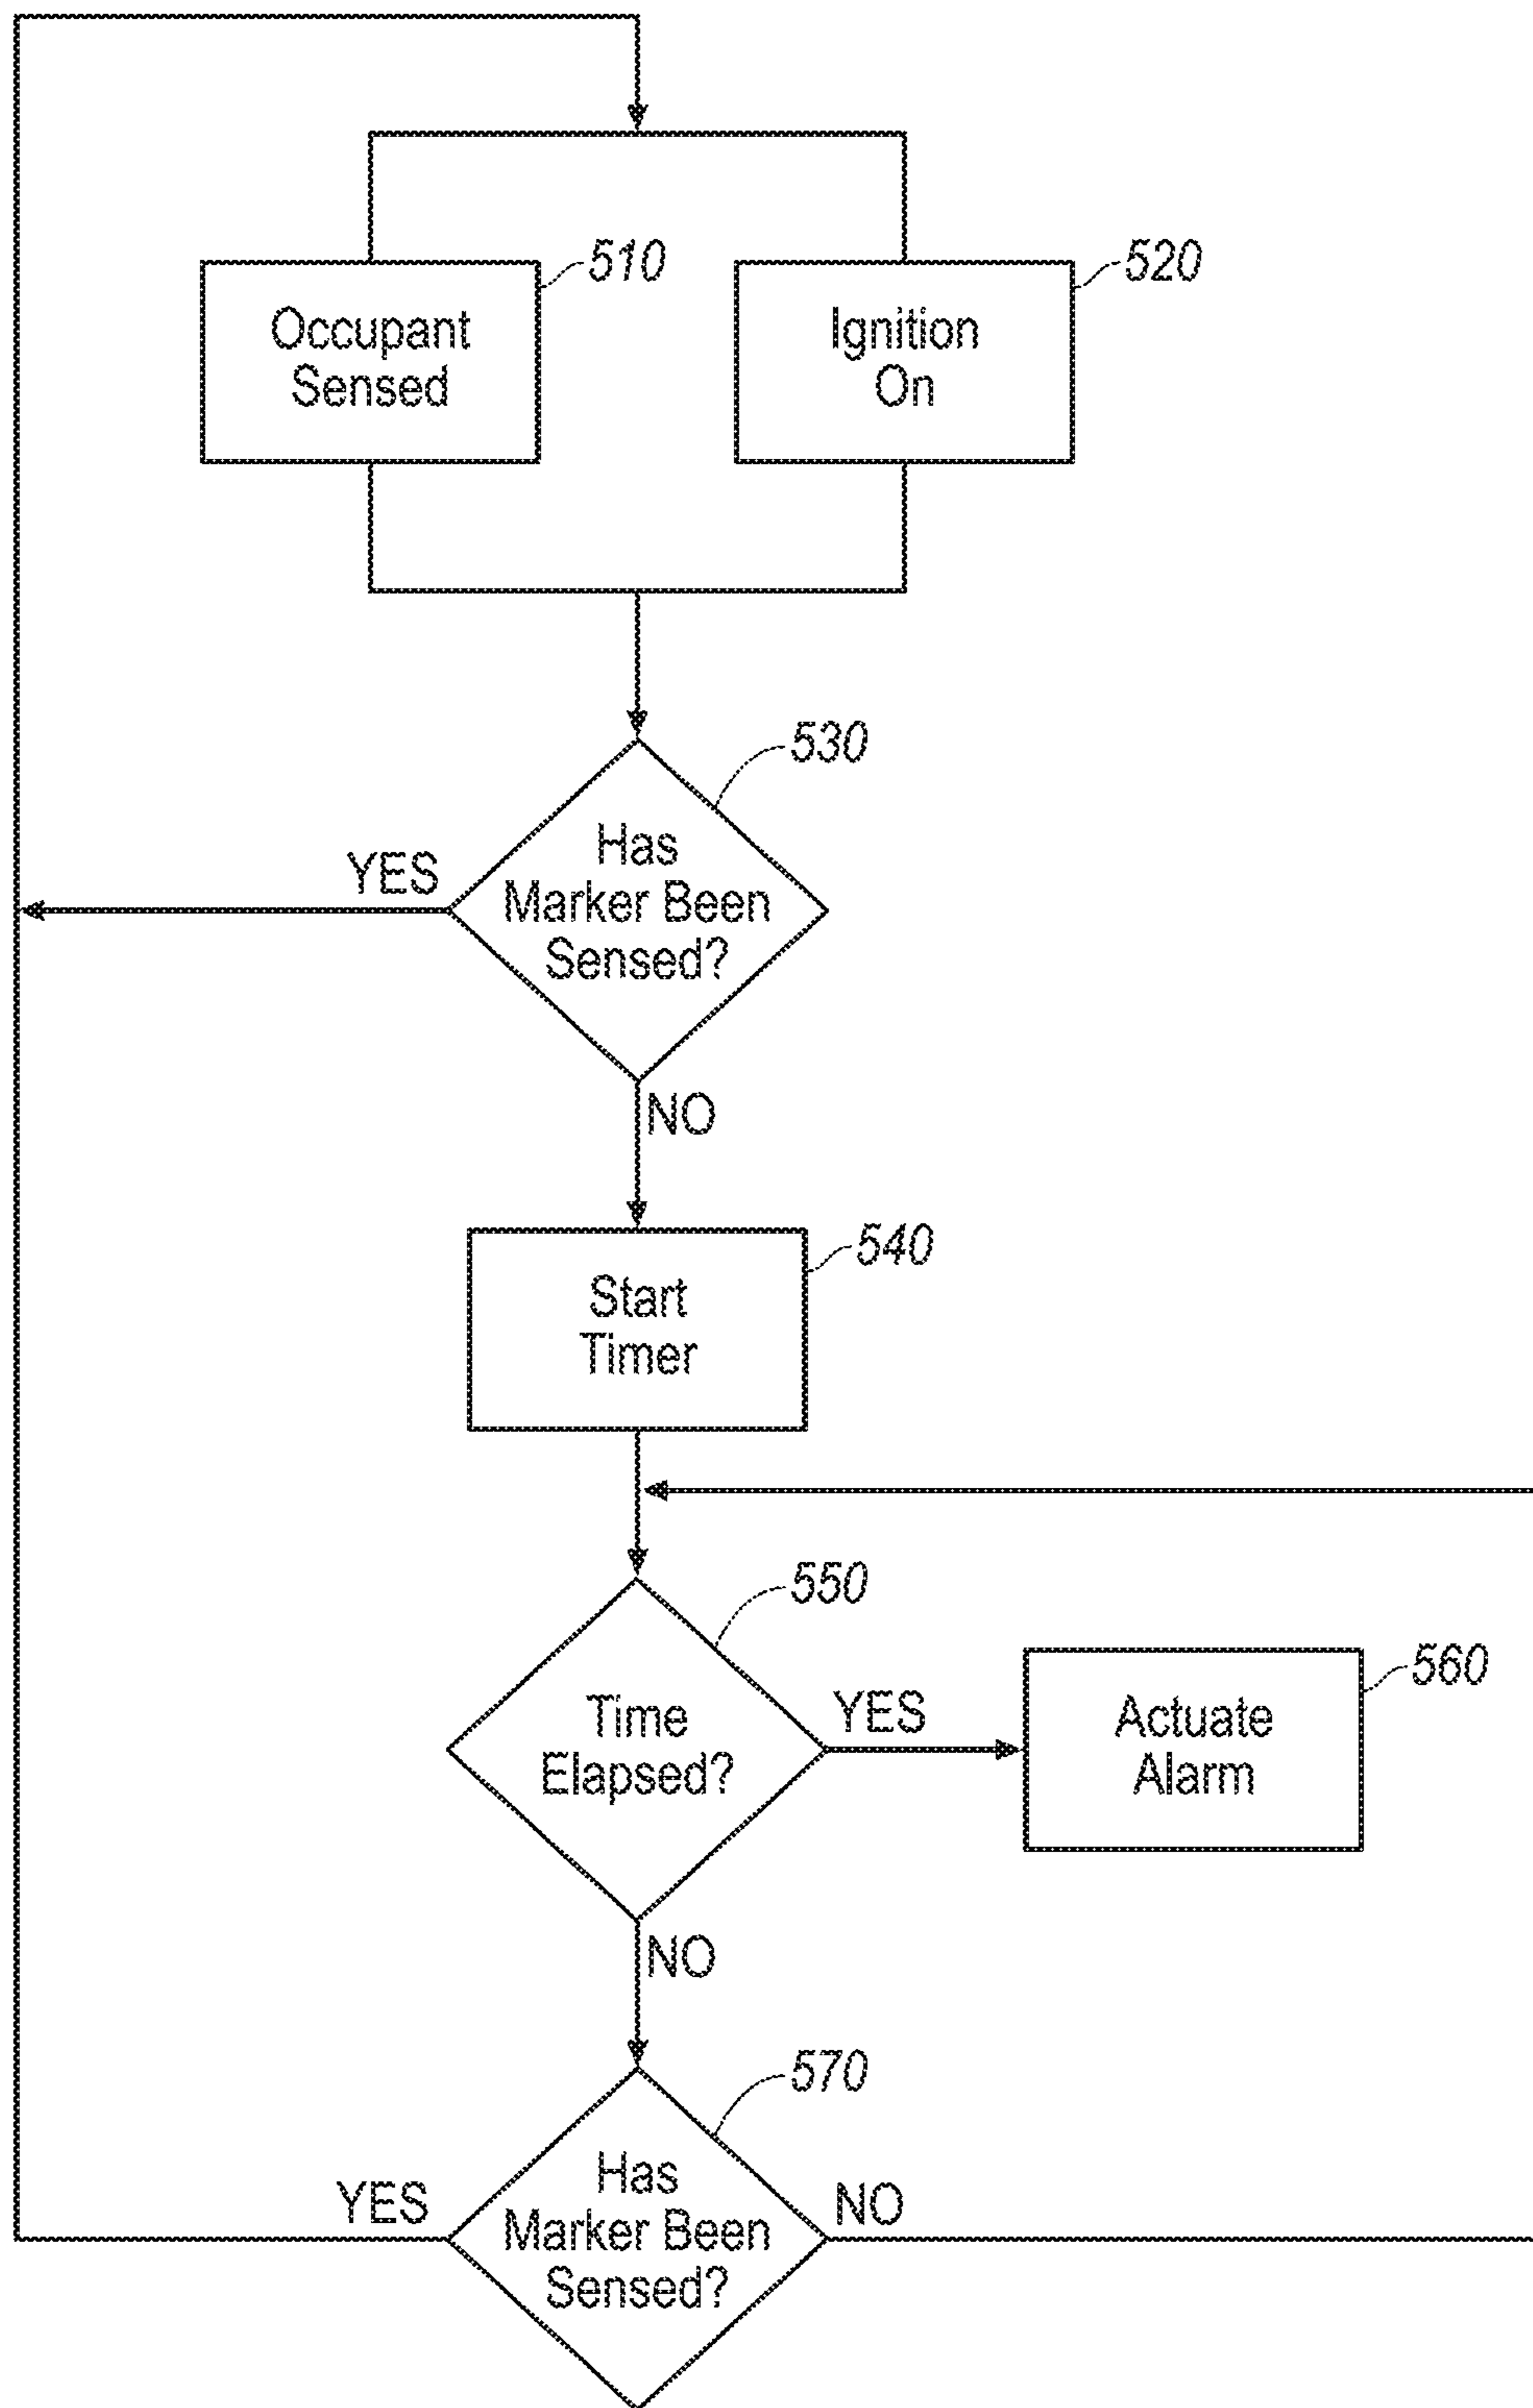 510
Occupant
Sensed
520
Ignition
On
530
Has
Marker Been
Sensed?
YES
NO
540
Start
Timer
550
Time
Elapsed?
YES
560
Actuate
Alarm
NO
570
Has
Marker Been
Sensed?
YES
NO